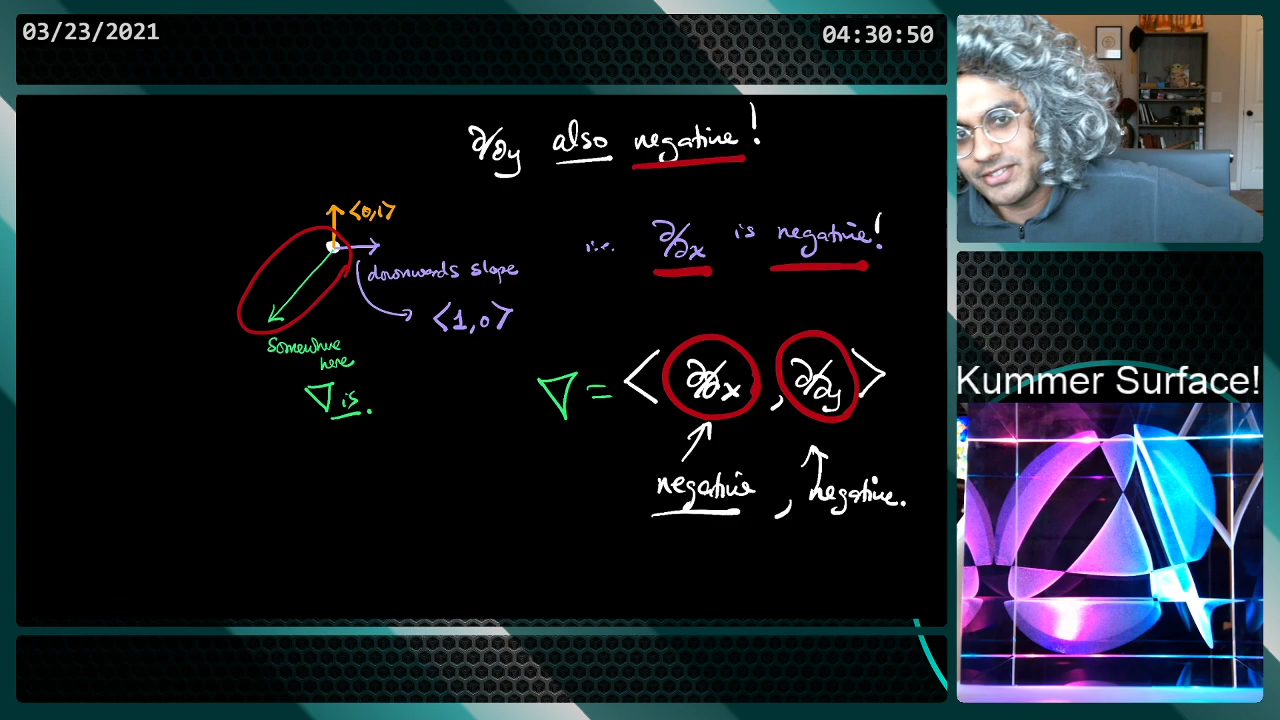 03/23/2021
04:30:50
∂/∂y also negative!
<0,1>
i.e. ∂/∂x is negative!
downwards slope
<1,0>
Somewhere
here
∇ is.
∇ = < ∂/∂x , ∂/∂y >
negative , negative.
Kummer Surface!